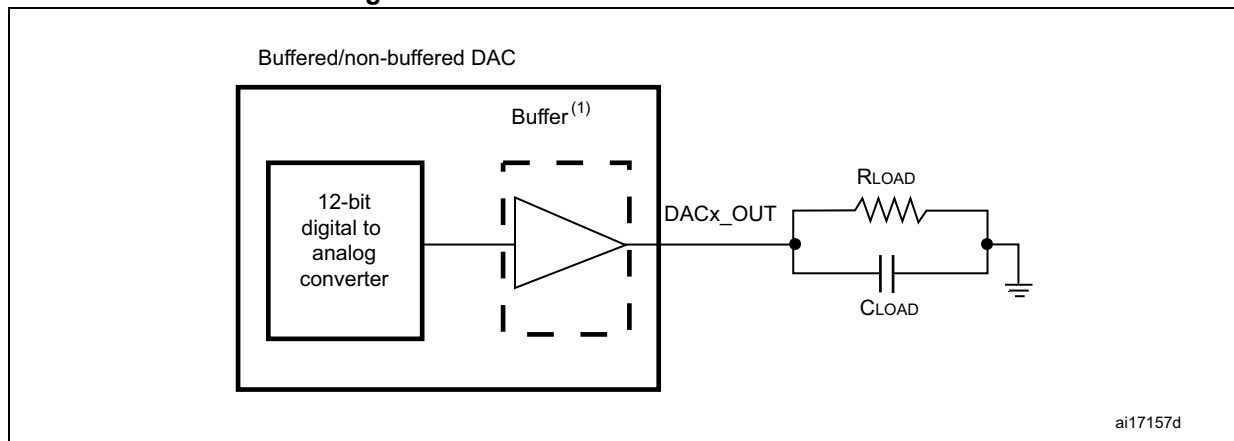 Buffered/non-buffered DAC
Buffer(1)
12-bit
digital to
analog
converter
DACx_OUT
RLOAD
CLOAD
ai17157d